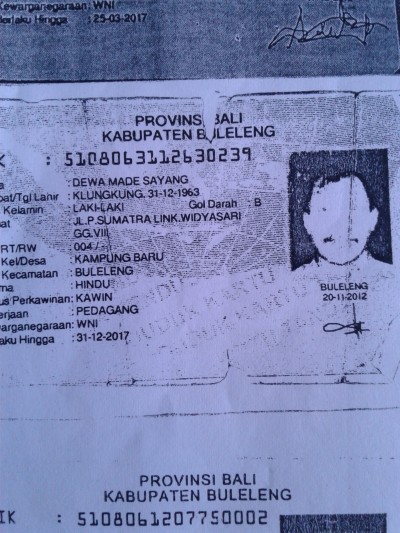 Kewarganegaraan: WNI
Berlaku Hingga : 25-03-2017
PROVINSI BALI
KABUPATEN BULELENG
K : 5108063112630239
: DEWA MADE SAYANG
pat/Tgl Lahir : KLUNGKUNG, 31-12-1963
Kelamin : LAKI-LAKI Gol Darah : B
at : JL.P.SUMATRA LINK.WIDYASARI
GG.VIII
RT/RW : 004 /
Kel/Desa : KAMPUNG BARU
Kecamatan : BULELENG
ma : HINDU
us Perkawinan: KAWIN
erjaan : PEDAGANG
warganegaraan: WNI
aku Hingga : 31-12-2017
BULELENG
20-11-2012
PROVINSI BALI
KABUPATEN BULELENG
IK : 5108061207750002